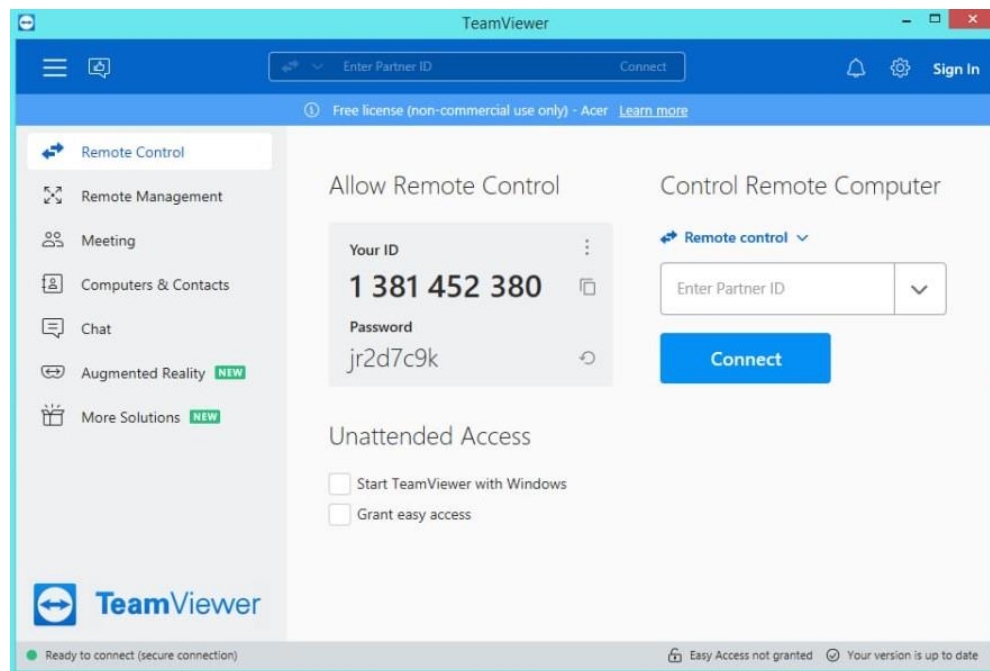 TeamViewer
Enter Partner ID Connect
Sign In
Free license (non-commercial use only) - Acer Learn more
Remote Control
Remote Management
Meeting
Computers & Contacts
Chat
Augmented Reality NEW
More Solutions NEW
Allow Remote Control
Your ID
1 381 452 380
Password
jr2d7c9k
Unattended Access
Start TeamViewer with Windows
Grant easy access
Control Remote Computer
Remote control
Enter Partner ID
Connect
TeamViewer
Ready to connect (secure connection)
Easy Access not granted
Your version is up to date